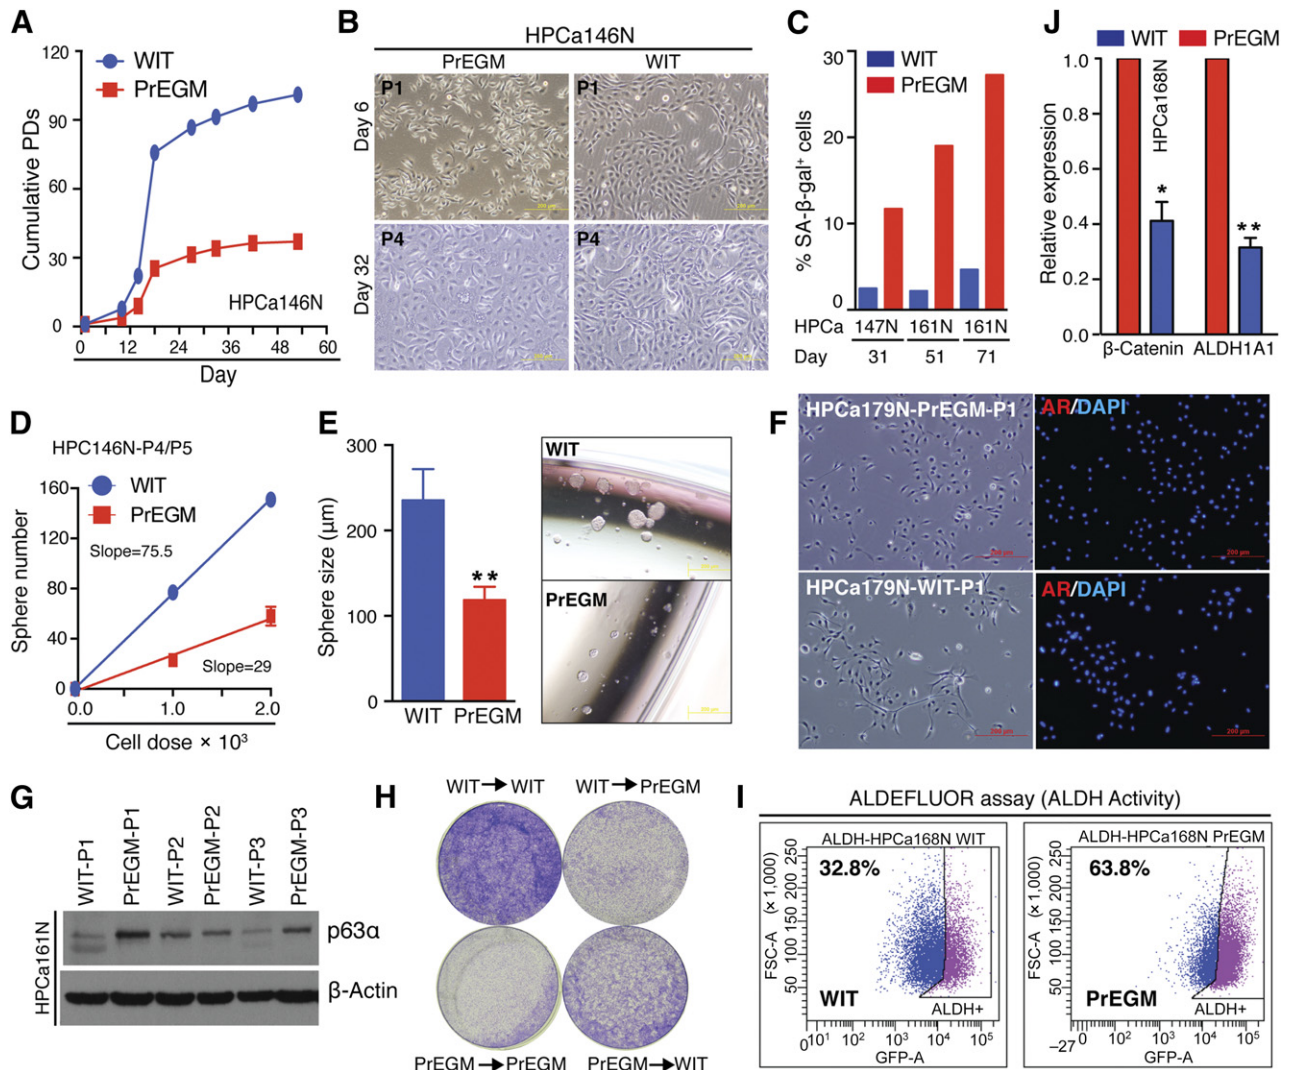 A
120
90
60
30
0
Cumulative PDs
WIT
PrEGM
HPCa146N
0 12 24 36 48 60
Day
B
HPCa146N
PrEGM WIT
Day 6
P1 P1
Day 32
P4 P4
C
30
20
10
0
% SA-β-gal⁺ cells
WIT
PrEGM
HPCa 147N 161N 161N
Day 31 51 71
J
WIT PrEGM
1.0
0.8
0.6
0.4
0.2
0.0
Relative expression
HPCa168N
*
**
β-Catenin ALDH1A1
D
HPC146N-P4/P5
WIT
PrEGM
160
120
80
40
0
Sphere number
Slope=75.5
Slope=29
0.0 1.0 2.0
Cell dose × 10³
E
300
200
100
0
Sphere size (µm)
**
WIT PrEGM
WIT
PrEGM
F
HPCa179N-PrEGM-P1
AR/DAPI
200 µm
HPCa179N-WIT-P1
AR/DAPI
200 µm
200 µm
G
WIT-P1
PrEGM-P1
WIT-P2
PrEGM-P2
WIT-P3
PrEGM-P3
HPCa161N
p63α
β-Actin
H
WIT→WIT WIT→PrEGM
PrEGM→PrEGM PrEGM→WIT
I
ALDEFLUOR assay (ALDH Activity)
ALDH-HPCa168N WIT
32.8%
FSC-A (× 1,000)
250
200
150
100
50
WIT
ALDH+
0 10¹ 10² 10³ 10⁴ 10⁵
GFP-A
ALDH-HPCa168N PrEGM
63.8%
FSC-A (× 1,000)
250
200
150
100
50
PrEGM
ALDH+
−27 0 10² 10³ 10⁴ 10⁵
GFP-A